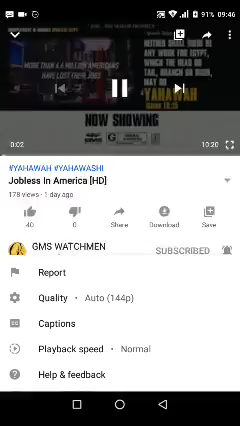 91% 09:46
MORE THAN 6.6 MILLION AMERICANS
HAVE LOST THEIR JOBS
NEITHER SHALL THERE BE
ANY WORK FOR EGYPT,
WHICH THE HEAD OR
TAIL, BRANCH OR RUSH,
MAY DO
YAHAWAH
NOW SHOWING
0:02
10:20
#YAHAWAH #YAHAWASHI
Jobless In America [HD]
178 views · 1 day ago
40
0
Share
Download
Save
GMS WATCHMEN
SUBSCRIBED
Report
Quality • Auto (144p)
CC Captions
Playback speed • Normal
Help & feedback